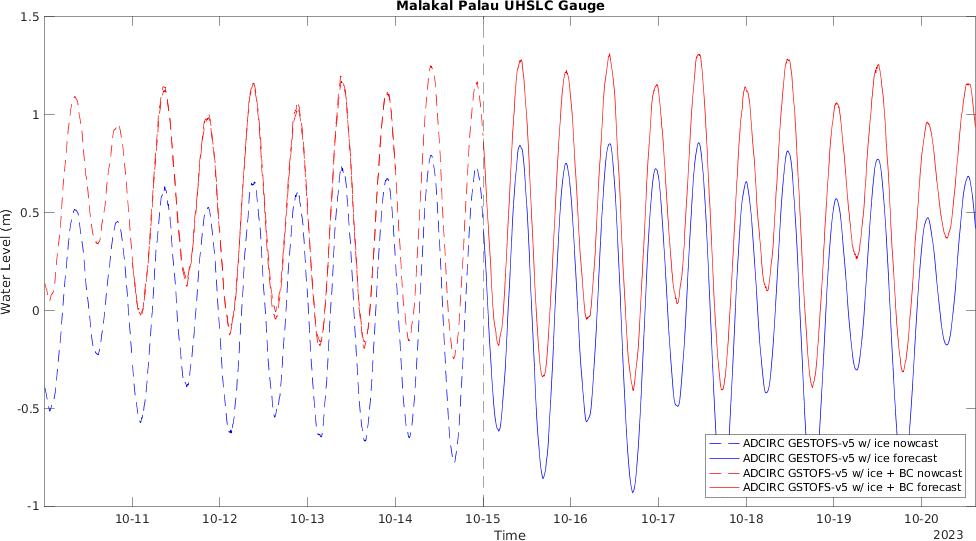 Malakal Palau UHSLC Gauge
1.5
1
0.5
0
-0.5
-1
Water Level (m)
ADCIRC GESTOFS-v5 w/ ice nowcast
ADCIRC GESTOFS-v5 w/ ice forecast
ADCIRC GSTOFS-v5 w/ ice + BC nowcast
ADCIRC GSTOFS-v5 w/ ice + BC forecast
10-11 10-12 10-13 10-14 10-15 10-16 10-17 10-18 10-19 10-20
Time
2023